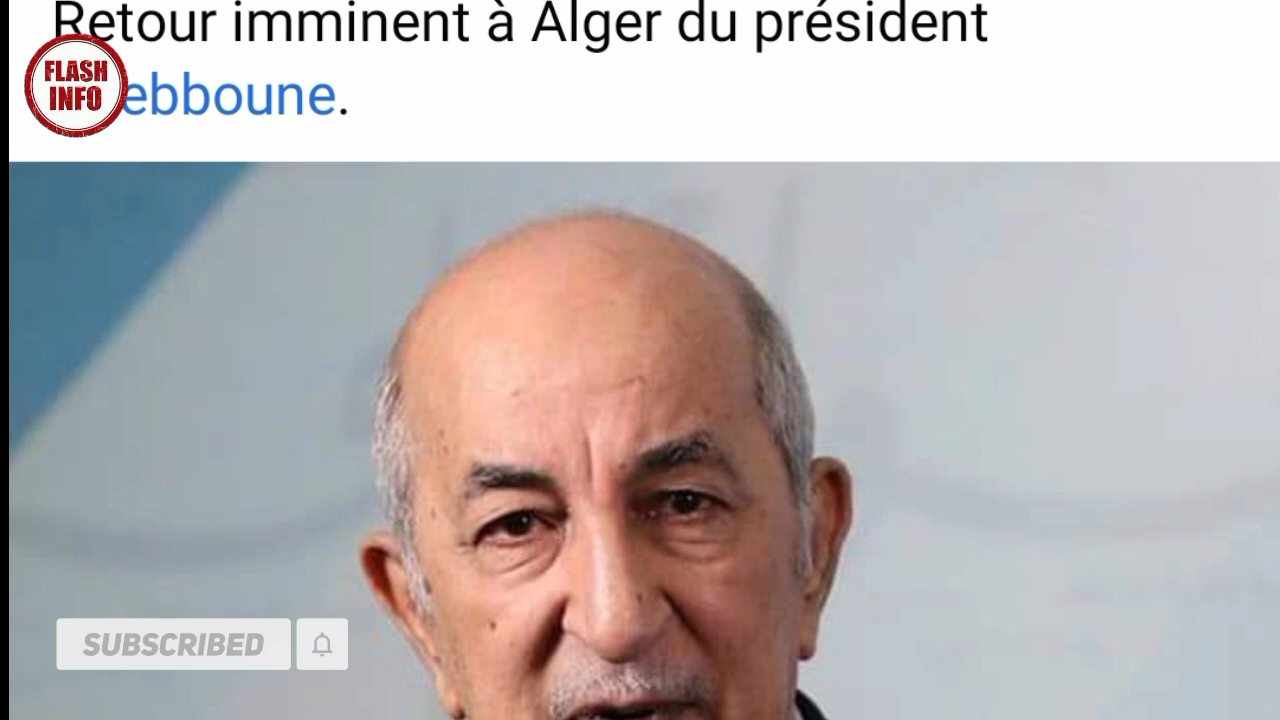 Retour imminent à Alger du président
ebboune.
FLASH
INFO
SUBSCRIBED